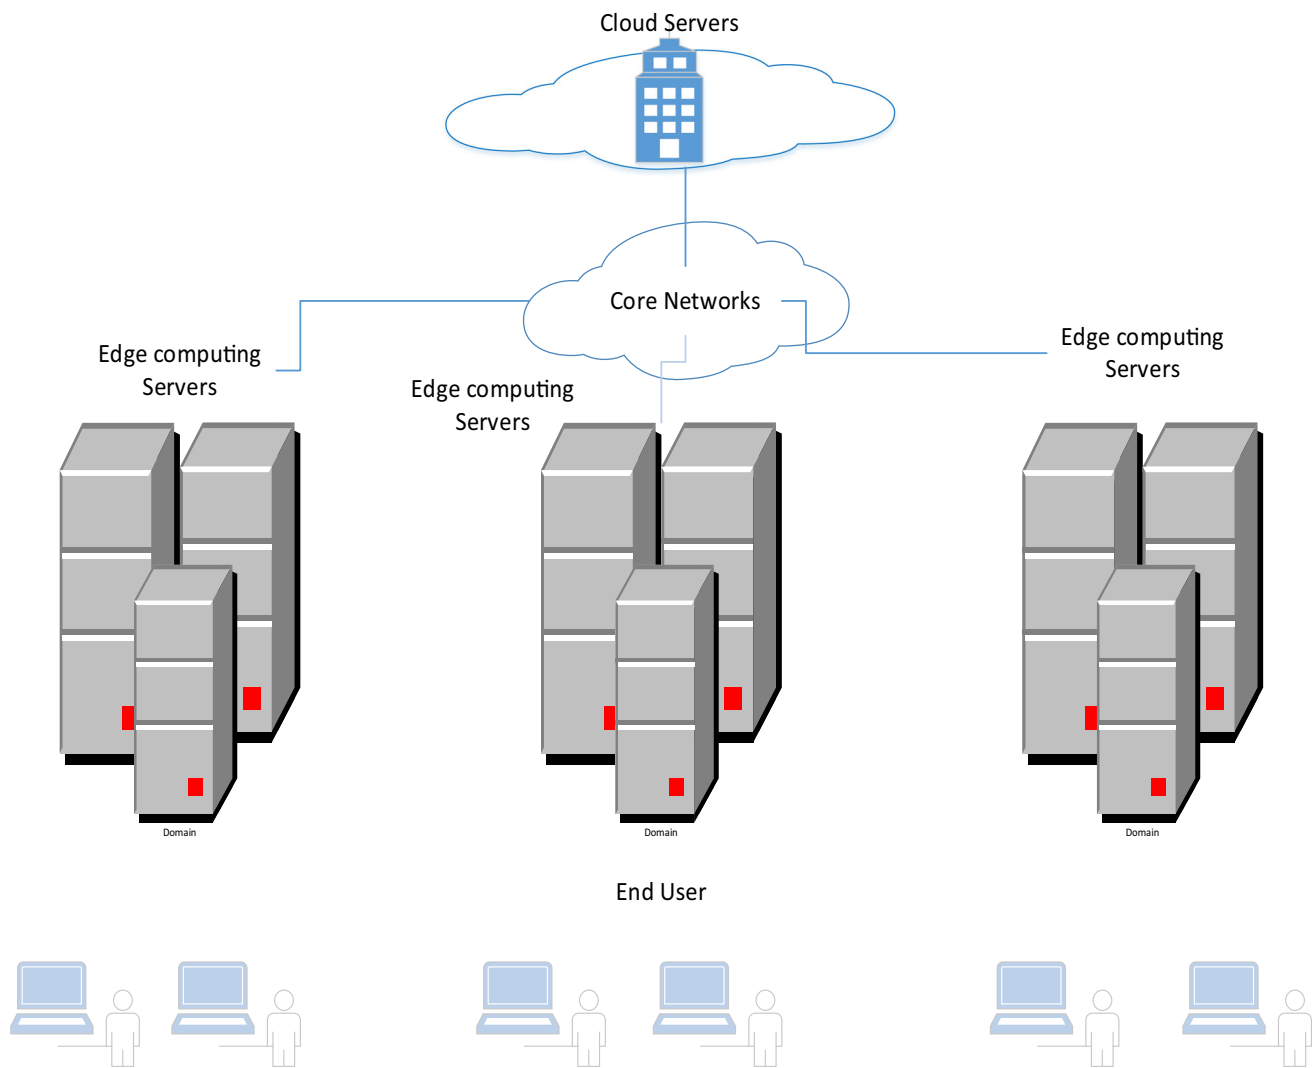 Cloud Servers
Core Networks
Edge computing
Servers
Edge computing
Servers
Edge computing
Servers
Domain
Domain
Domain
End User